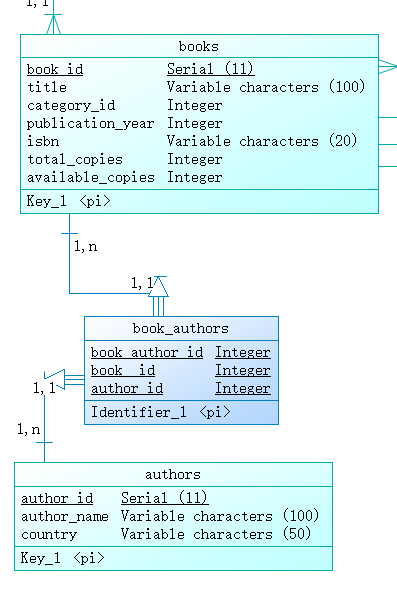 1,1
books
book_id Serial (11)
title Variable characters (100)
category_id Integer
publication_year Integer
isbn Variable characters (20)
total_copies Integer
available_copies Integer
Key_1 <pi>
1,n
1,1
book_authors
book_author_id Integer
book_id Integer
author_id Integer
Identifier_1 <pi>
1,1
1,n
authors
author_id Serial (11)
author_name Variable characters (100)
country Variable characters (50)
Key_1 <pi>